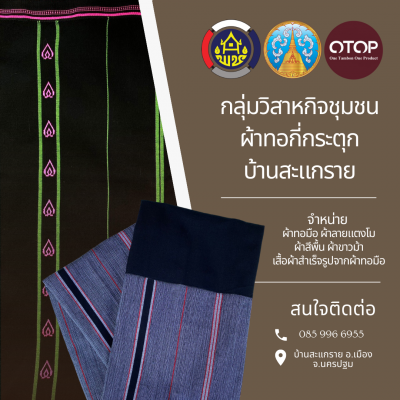 พช
OTOP
One Tambon One Product
กลุ่มวิสาหกิจชุมชน
ผ้าทอกี่กระตุก
บ้านสะแกราย
จำหน่าย
ผ้าทอมือ ผ้าลายแตงโม
ผ้าสีพื้น ผ้าขาวม้า
เสื้อผ้าสำเร็จรูปจากผ้าทอมือ
สนใจติดต่อ
085 996 6955
บ้านสะแกราย อ.เมือง
จ.นครปฐม